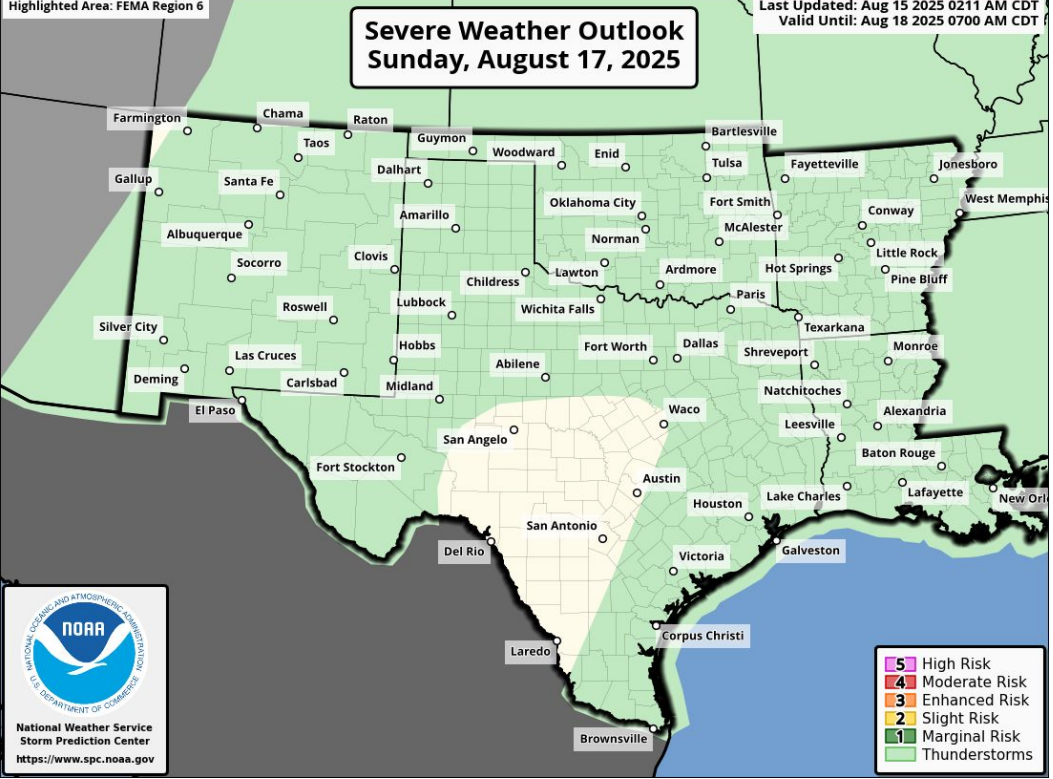 Highlighted Area: FEMA Region 6
Last Updated: Aug 15 2025 0211 AM CDT
Valid Until: Aug 18 2025 0700 AM CDT
Severe Weather Outlook
Sunday, August 17, 2025
Farmington
Chama
Raton
Taos
Guymon
Bartlesville
Woodward
Enid
Tulsa
Fayetteville
Jonesboro
Gallup
Santa Fe
Dalhart
Oklahoma City
Fort Smith
West Memphis
Albuquerque
Amarillo
Norman
McAlester
Conway
Socorro
Clovis
Childress
Lawton
Ardmore
Hot Springs
Little Rock
Pine Bluff
Roswell
Lubbock
Wichita Falls
Paris
Silver City
Hobbs
Fort Worth
Dallas
Texarkana
Shreveport
Monroe
Las Cruces
Deming
Carlsbad
Midland
Abilene
Natchitoches
El Paso
Waco
Leesville
Alexandria
San Angelo
Fort Stockton
Baton Rouge
Austin
Houston
Lake Charles
Lafayette
New Orl
San Antonio
Del Rio
Victoria
Galveston
Laredo
Corpus Christi
Brownsville
NATIONAL OCEANIC AND ATMOSPHERIC ADMINISTRATION
NOAA
U.S. DEPARTMENT OF COMMERCE
National Weather Service
Storm Prediction Center
https://www.spc.noaa.gov
5 High Risk
4 Moderate Risk
3 Enhanced Risk
2 Slight Risk
1 Marginal Risk
Thunderstorms